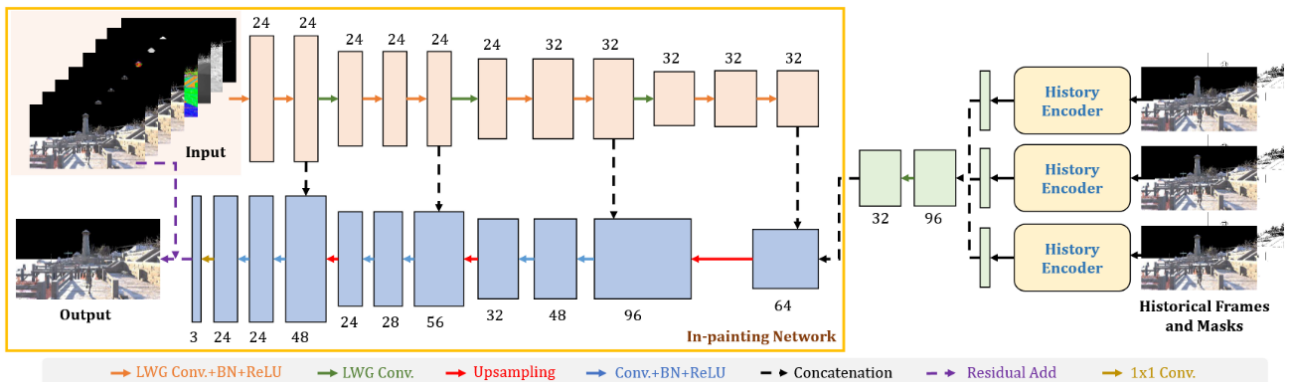 24 24 24 24 24 24 32 32 32 32 32
Input
History
Encoder
History
Encoder
History
Encoder
32 96
Output
3 24 24 48 24 28 56 32 48 96 64
In-painting Network
Historical Frames
and Masks
LWG Conv.+BN+ReLU LWG Conv. Upsampling Conv.+BN+ReLU Concatenation Residual Add 1x1 Conv.